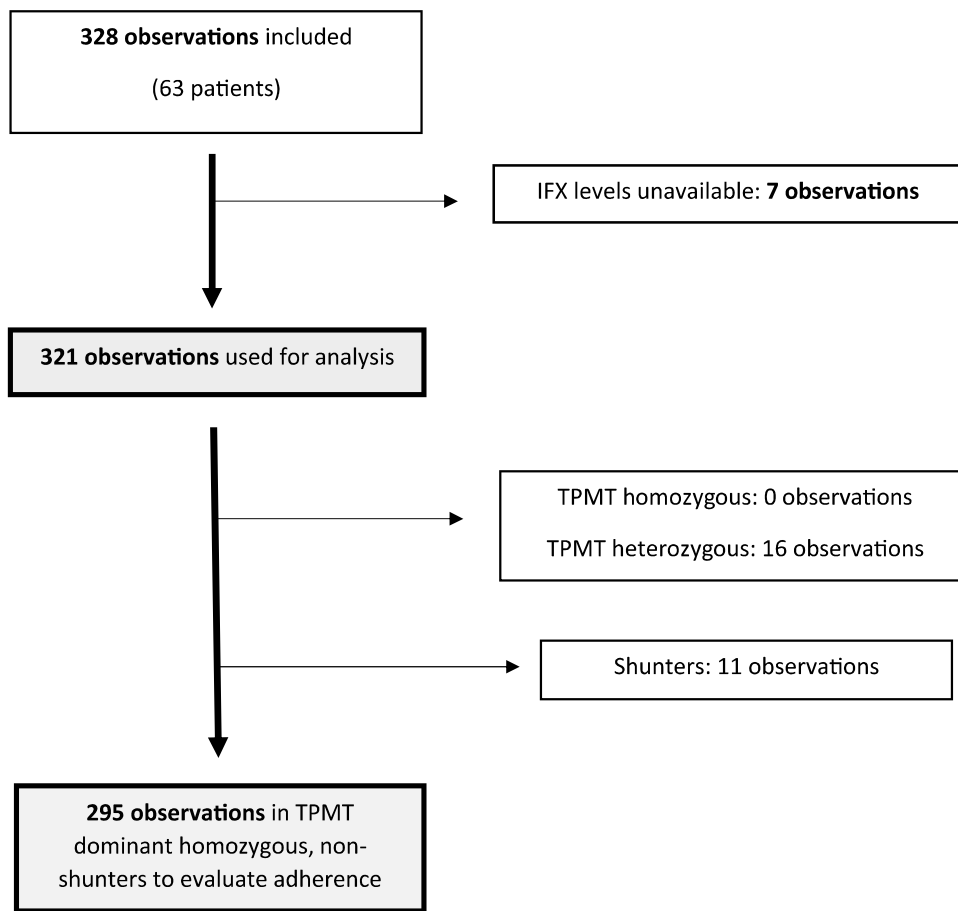 328 observations included
(63 patients)
IFX levels unavailable: 7 observations
321 observations used for analysis
TPMT homozygous: 0 observations
TPMT heterozygous: 16 observations
Shunters: 11 observations
295 observations in TPMT
dominant homozygous, non-
shunters to evaluate adherence